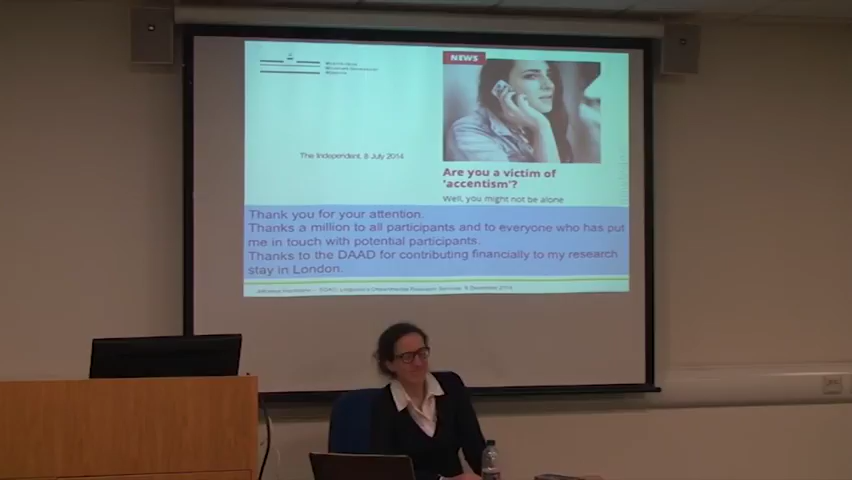 The Independent, 8 July 2014
NEWS
Are you a victim of
'accentism'?
Well, you might not be alone
Thank you for your attention.
Thanks a million to all participants and to everyone who has put
me in touch with potential participants.
Thanks to the DAAD for contributing financially to my research
stay in London.